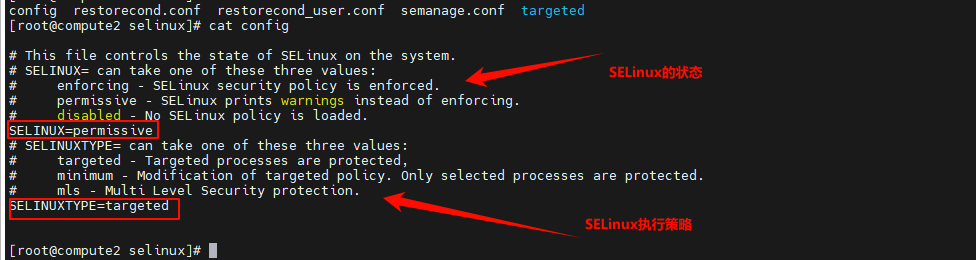 config  restorecond.conf  restorecond_user.conf  semanage.conf  targeted
[root@compute2 selinux]# cat config
# This file controls the state of SELinux on the system.
# SELINUX= can take one of these three values:
#     enforcing - SELinux security policy is enforced.
#     permissive - SELinux prints warnings instead of enforcing.
#     disabled - No SELinux policy is loaded.
SELINUX=permissive
# SELINUXTYPE= can take one of these three values:
#     targeted - Targeted processes are protected,
#     minimum - Modification of targeted policy. Only selected processes are protected.
#     mls - Multi Level Security protection.
SELINUXTYPE=targeted
[root@compute2 selinux]#
SELinux的状态
SELinux执行策略